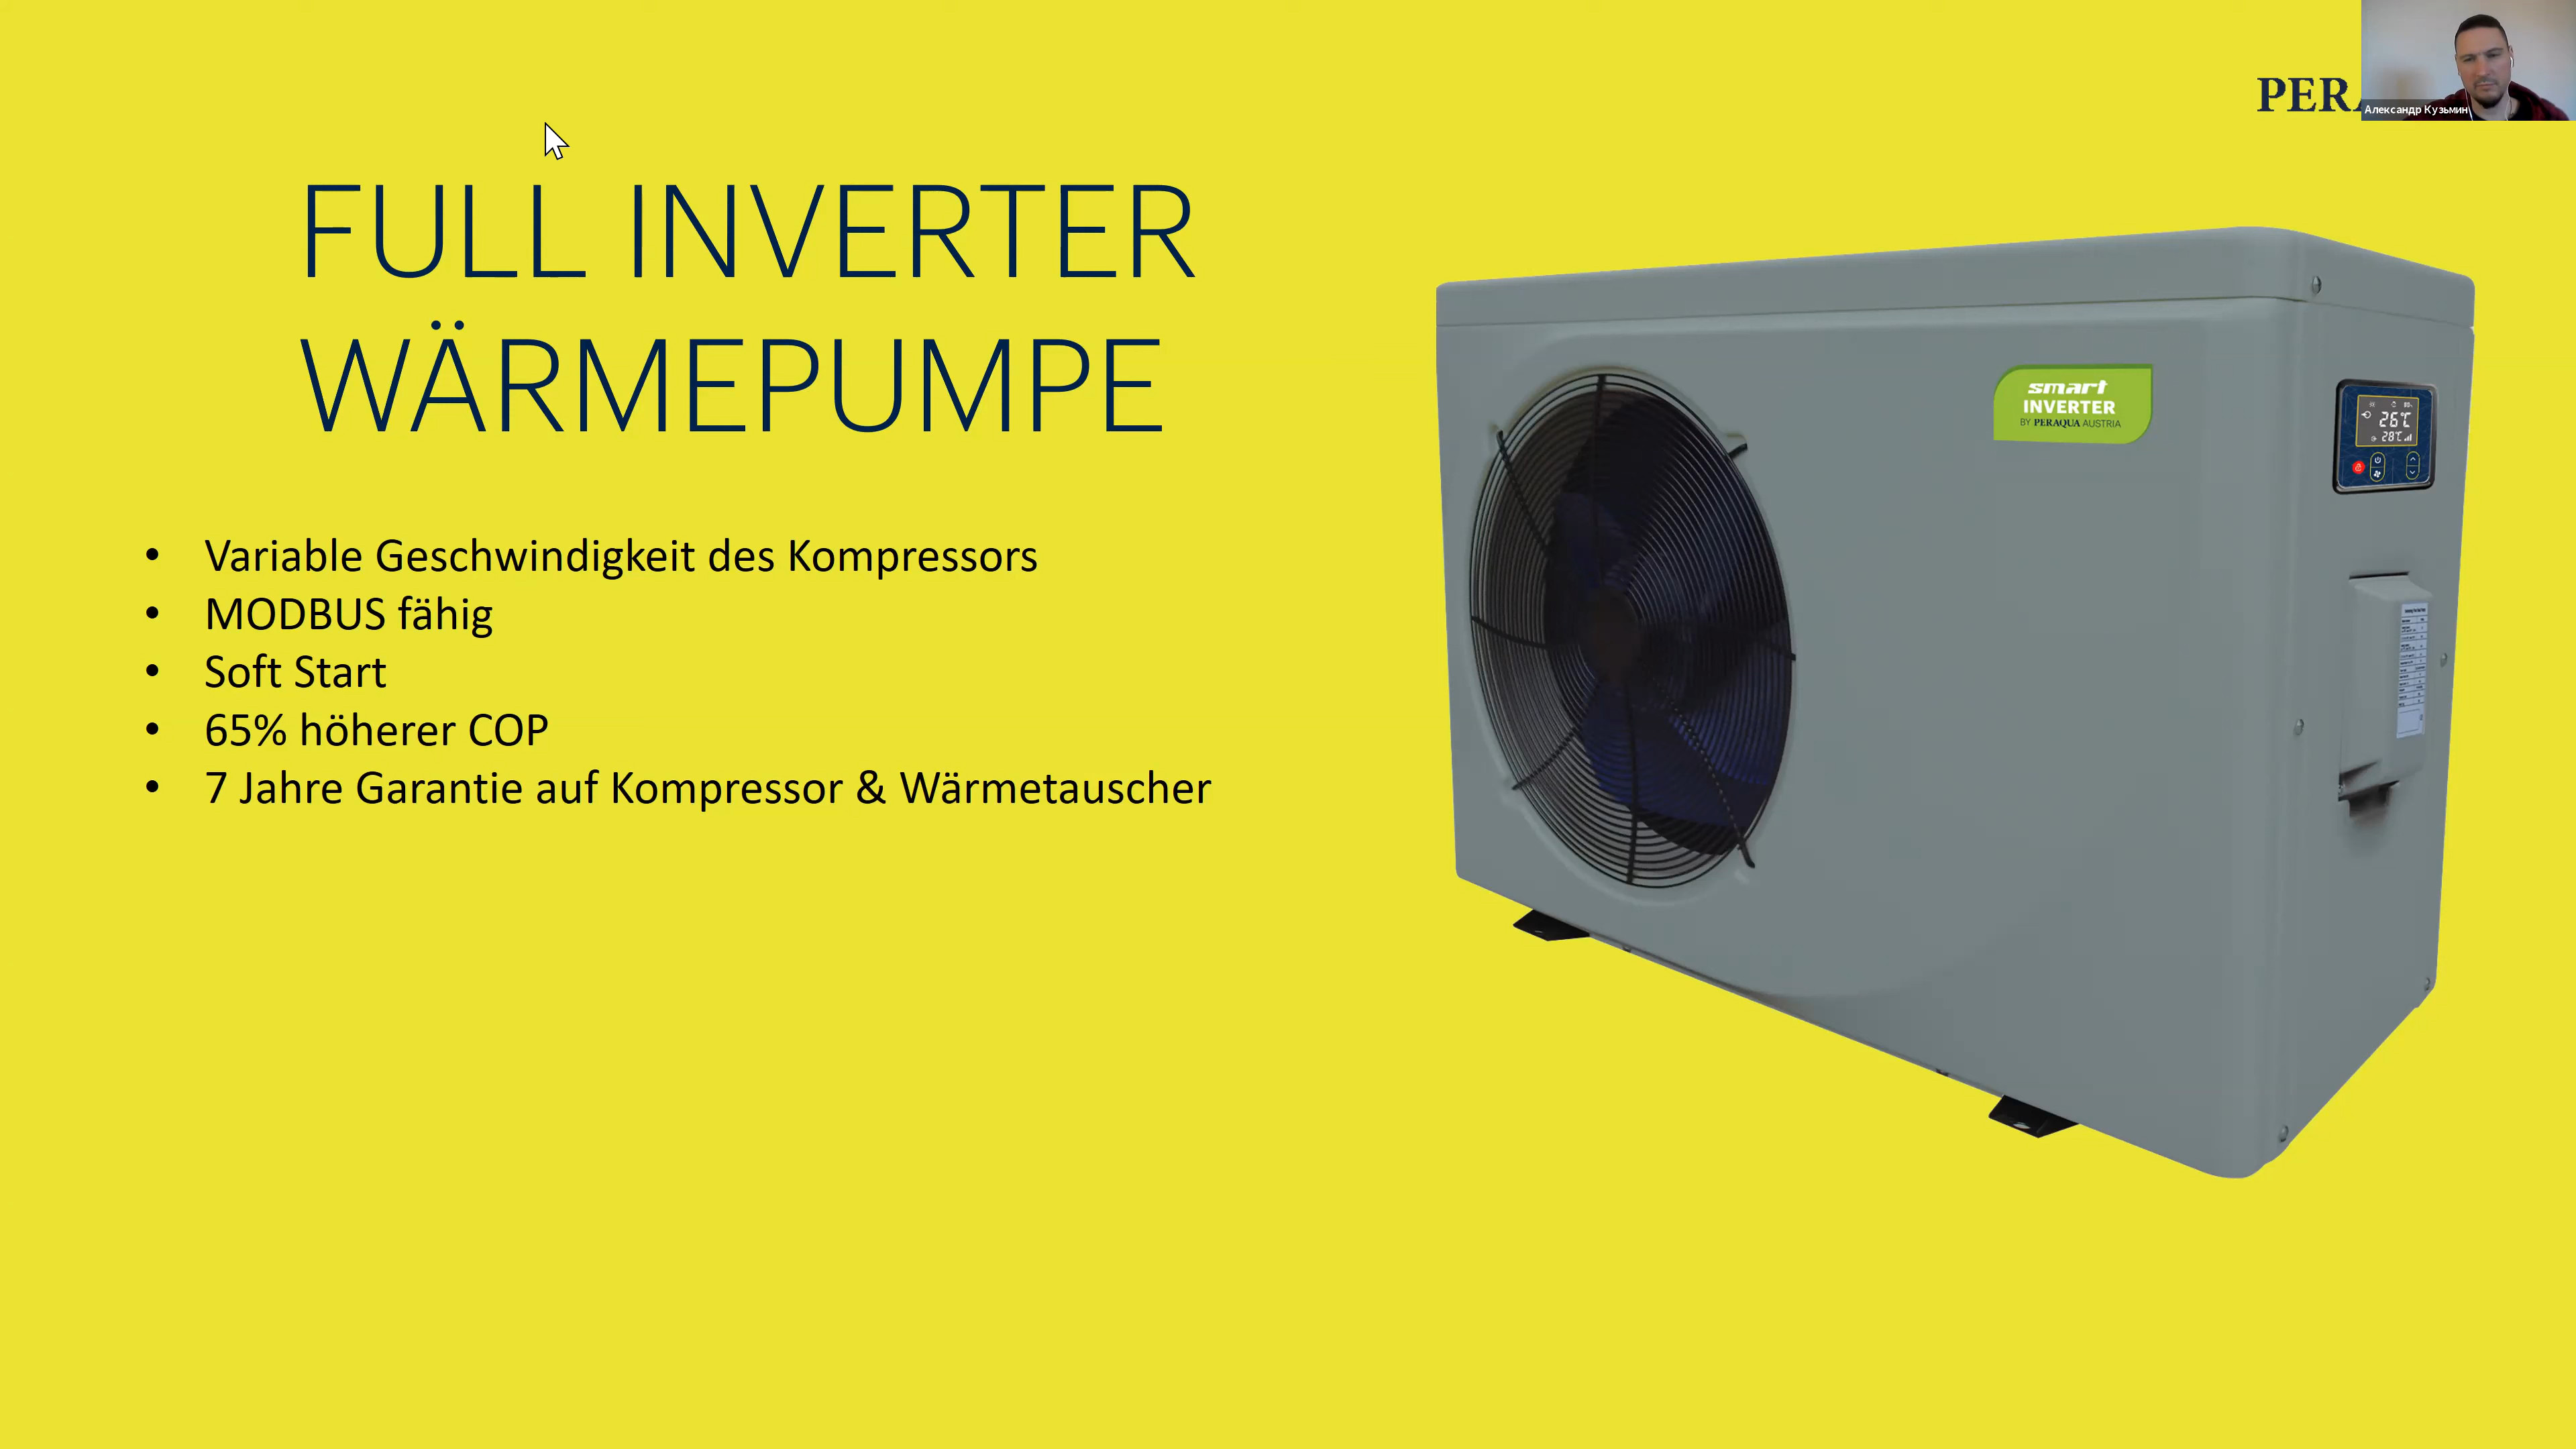 PER
Александр Кузьмин
FULL INVERTER
WÄRMEPUMPE
• Variable Geschwindigkeit des Kompressors
• MODBUS fähig
• Soft Start
• 65% höherer COP
• 7 Jahre Garantie auf Kompressor & Wärmetauscher
smart
INVERTER
BY PERAQUA AUSTRIA
26°C
28°C